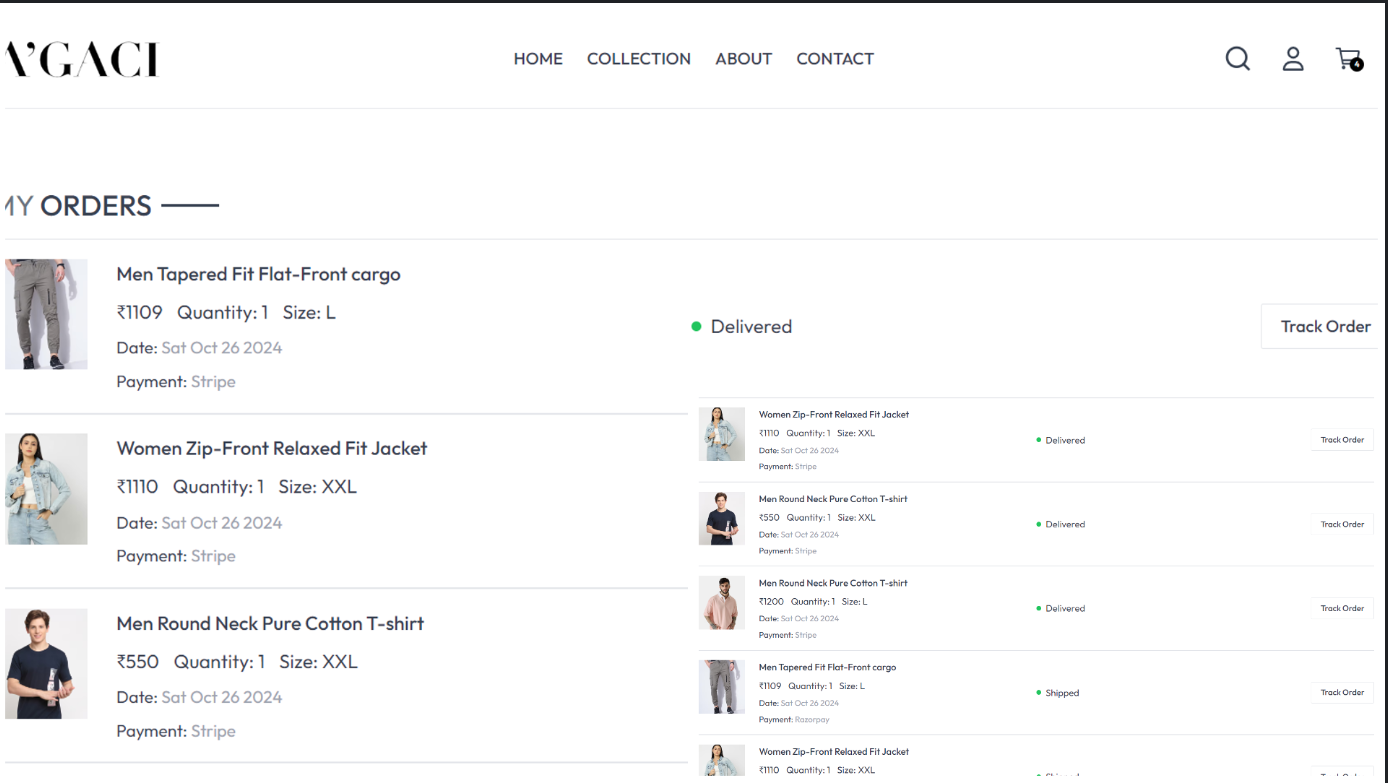 A'GACI
HOME COLLECTION ABOUT CONTACT
4
MY ORDERS
Men Tapered Fit Flat-Front cargo
₹1109 Quantity: 1 Size: L
Date: Sat Oct 26 2024
Payment: Stripe
Delivered
Track Order
Women Zip-Front Relaxed Fit Jacket
₹1110 Quantity: 1 Size: XXL
Date: Sat Oct 26 2024
Payment: Stripe
Men Round Neck Pure Cotton T-shirt
₹550 Quantity: 1 Size: XXL
Date: Sat Oct 26 2024
Payment: Stripe
Women Zip-Front Relaxed Fit Jacket
₹1110 Quantity: 1 Size: XXL
Date: Sat Oct 26 2024
Payment: Stripe
Delivered
Track Order
Men Round Neck Pure Cotton T-shirt
₹550 Quantity: 1 Size: XXL
Date: Sat Oct 26 2024
Payment: Stripe
Delivered
Track Order
Men Round Neck Pure Cotton T-shirt
₹1200 Quantity: 1 Size: L
Date: Sat Oct 26 2024
Payment: Stripe
Delivered
Track Order
Men Tapered Fit Flat-Front cargo
₹1109 Quantity: 1 Size: L
Date: Sat Oct 26 2024
Payment: Razorpay
Shipped
Track Order
Women Zip-Front Relaxed Fit Jacket
₹1110 Quantity: 1 Size: XXL